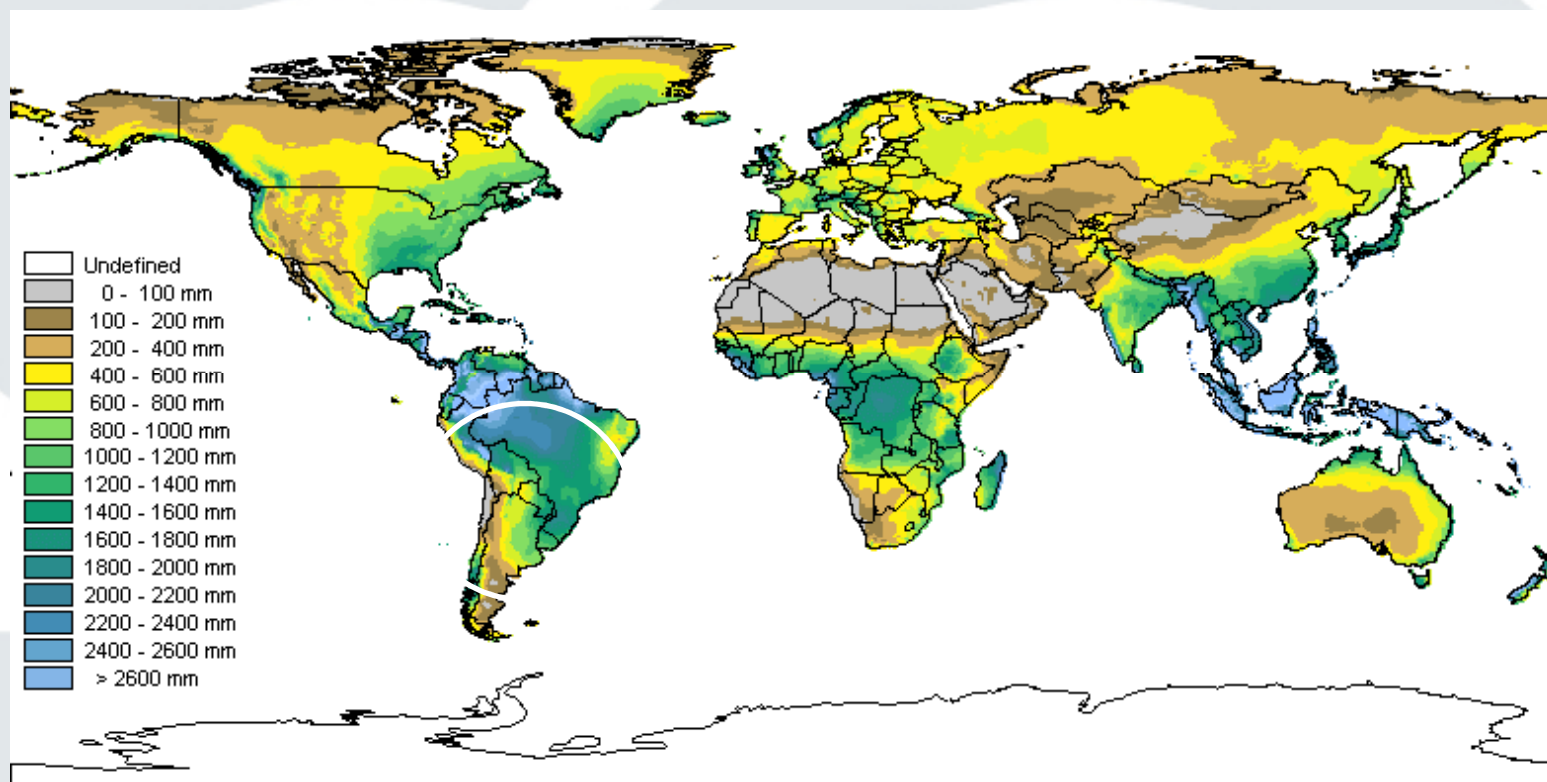 Undefined
0 - 100 mm
100 - 200 mm
200 - 400 mm
400 - 600 mm
600 - 800 mm
800 - 1000 mm
1000 - 1200 mm
1200 - 1400 mm
1400 - 1600 mm
1600 - 1800 mm
1800 - 2000 mm
2000 - 2200 mm
2200 - 2400 mm
2400 - 2600 mm
> 2600 mm